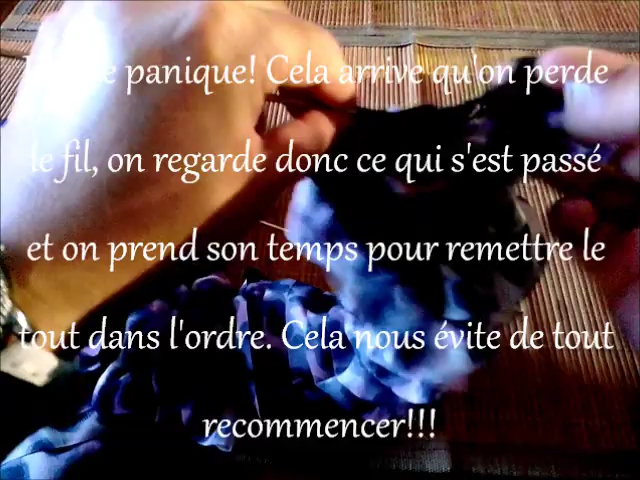 panique! Cela arrive qu'on perde
le fil, on regarde donc ce qui s'est passé
et on prend son temps pour remettre le
tout dans l'ordre. Cela nous évite de tout
recommencer!!!